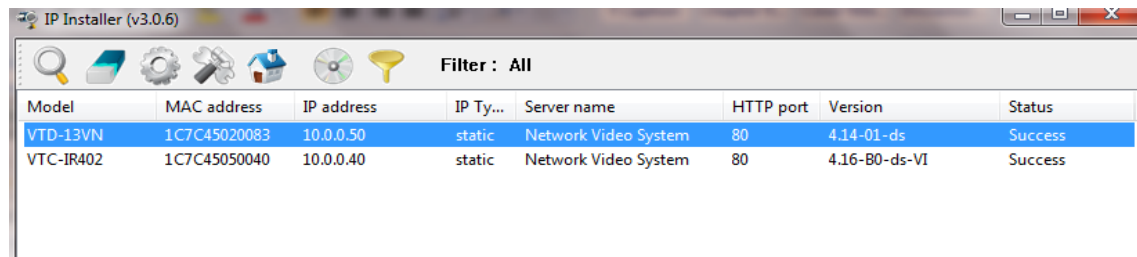 IP Installer (v3.0.6)
Filter : All
Model MAC address IP address IP Ty... Server name HTTP port Version Status
VTD-13VN 1C7C45020083 10.0.0.50 static Network Video System 80 4.14-01-ds Success
VTC-IR402 1C7C45050040 10.0.0.40 static Network Video System 80 4.16-B0-ds-VI Success